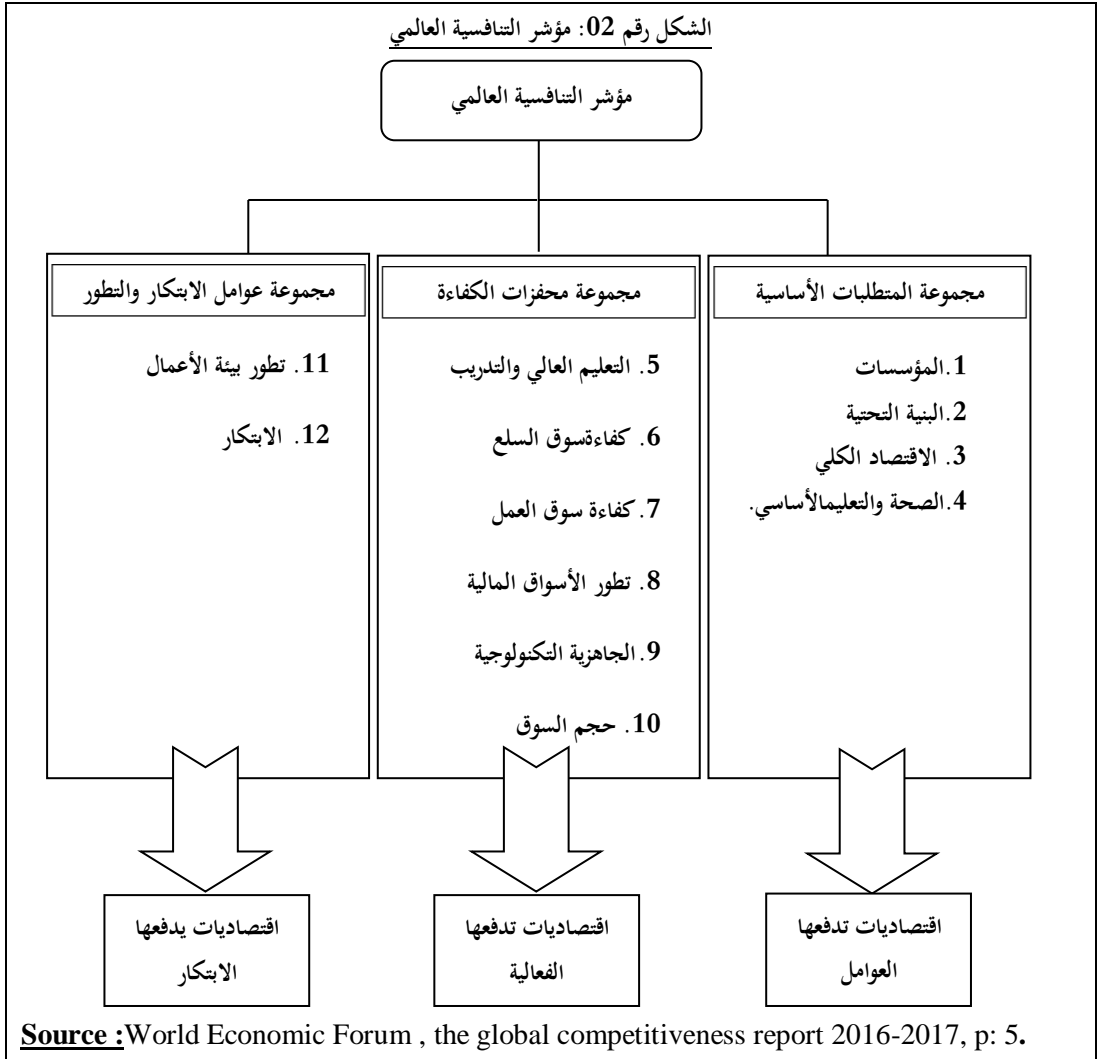 الشكل رقم 02: مؤشر التنافسية العالمي
مؤشر التنافسية العالمي
مجموعة المتطلبات الأساسية
1.المؤسسات
2.البنية التحتية
3. الاقتصاد الكلي
4.الصحة والتعليمالأساسي.
مجموعة محفزات الكفاءة
5. التعليم العالي والتدريب
6. كفاءةسوق السلع
7.كفاءة سوق العمل
8. تطور الأسواق المالية
9.الجاهزية التكنولوجية
10. حجم السوق
مجموعة عوامل الابتكار والتطور
11. تطور بيئة الأعمال
12. الابتكار
اقتصاديات تدفعها
العوامل
اقتصاديات تدفعها
الفعالية
اقتصاديات يدفعها
الابتكار
Source :World Economic Forum , the global competitiveness report 2016-2017, p: 5.